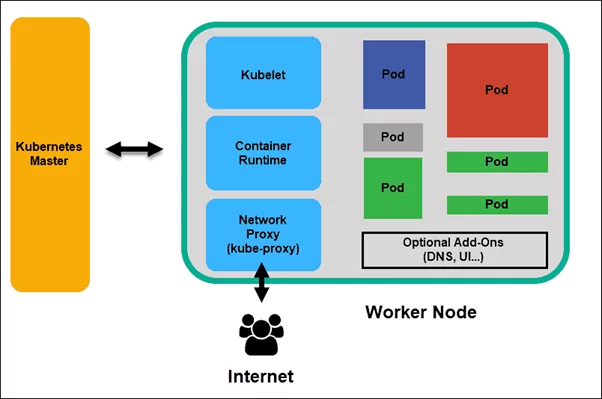 Kubernetes
Master
Kubelet
Container
Runtime
Network
Proxy
(kube-proxy)
Pod
Pod
Pod
Pod
Pod
Pod
Optional Add-Ons
(DNS, UI...)
Worker Node
Internet